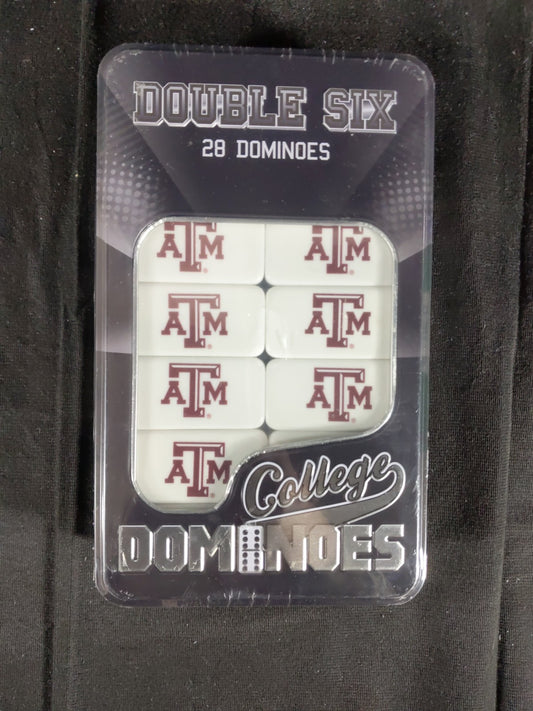 DOUBLE SIX
28 DOMINOES
ATM ATM
ATM ATM
ATM ATM
ATM
College
DOMINOES